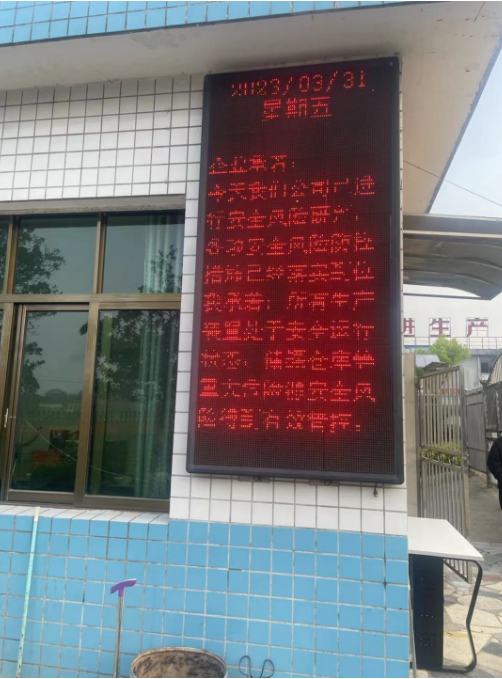 2023/03/31
星期五
企业承诺：
今天我们公司已进
行安全风险研判，
各项安全风险防控
措施已经落实到位
我承诺：所有生产
装置处于安全运行
状态，储罐仓库
重大危险源安全风
险得到有效管控。
生产